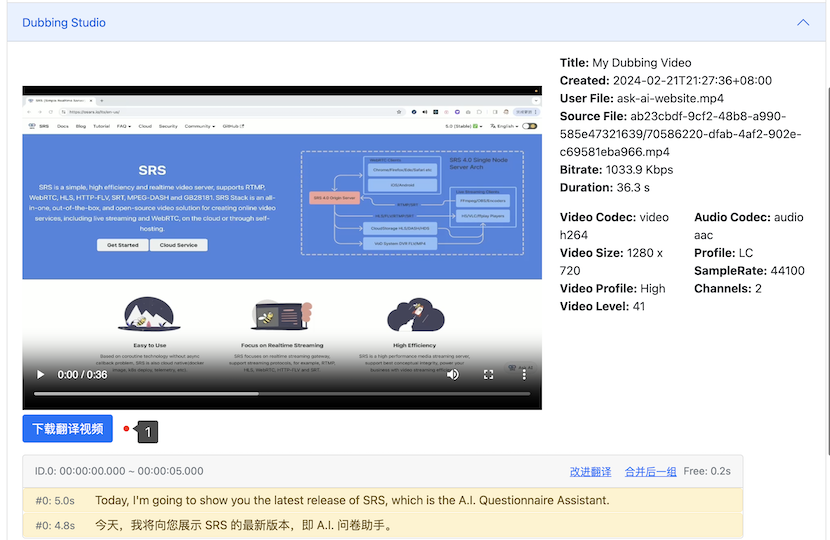 Dubbing Studio
SRS
Docs Blog Tutorial FAQ Cloud Security Community GitHub
5.0 (Stable) English
SRS
SRS is a simple, high efficiency and realtime video server, supports RTMP,
WebRTC, HLS, HTTP-FLV, SRT, MPEG-DASH and GB28181. SRS Stack is an all-
in-one, out-of-the-box, and open-source video solution for creating online video
services, including live streaming and WebRTC, on the cloud or through self-
hosting.
Get Started Cloud Service
SRS 4.0 Single Node
Server Arch
SRS 4.0 Origin Server
Easy to Use
Focus on Realtime Streaming
High Efficiency
0:00 / 0:36
Title: My Dubbing Video
Created: 2024-02-21T21:27:36+08:00
User File: ask-ai-website.mp4
Source File: ab23cbdf-9cf2-48b8-a990-
585e47321639/70586220-dfab-4af2-902e-
c69581eba966.mp4
Bitrate: 1033.9 Kbps
Duration: 36.3 s
Video Codec: video
h264
Video Size: 1280 x
720
Video Profile: High
Video Level: 41
Audio Codec: audio
aac
Profile: LC
SampleRate: 44100
Channels: 2
下载翻译视频
1
ID.0: 00:00:00.000 ~ 00:00:05.000 改进翻译 合并后一组 Free: 0.2s
#0: 5.0s Today, I'm going to show you the latest release of SRS, which is the A.I. Questionnaire Assistant.
#0: 4.8s 今天，我将向您展示 SRS 的最新版本，即 A.I. 问卷助手。